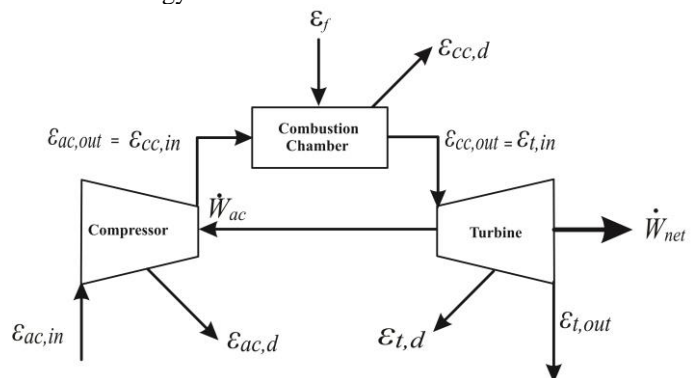 ε_f
ε_cc,d
Combustion
Chamber
ε_ac,out = ε_cc,in
ε_cc,out = ε_t,in
Ẇ_ac
Compressor
Turbine
Ẇ_net
ε_ac,in
ε_ac,d
ε_t,d
ε_t,out